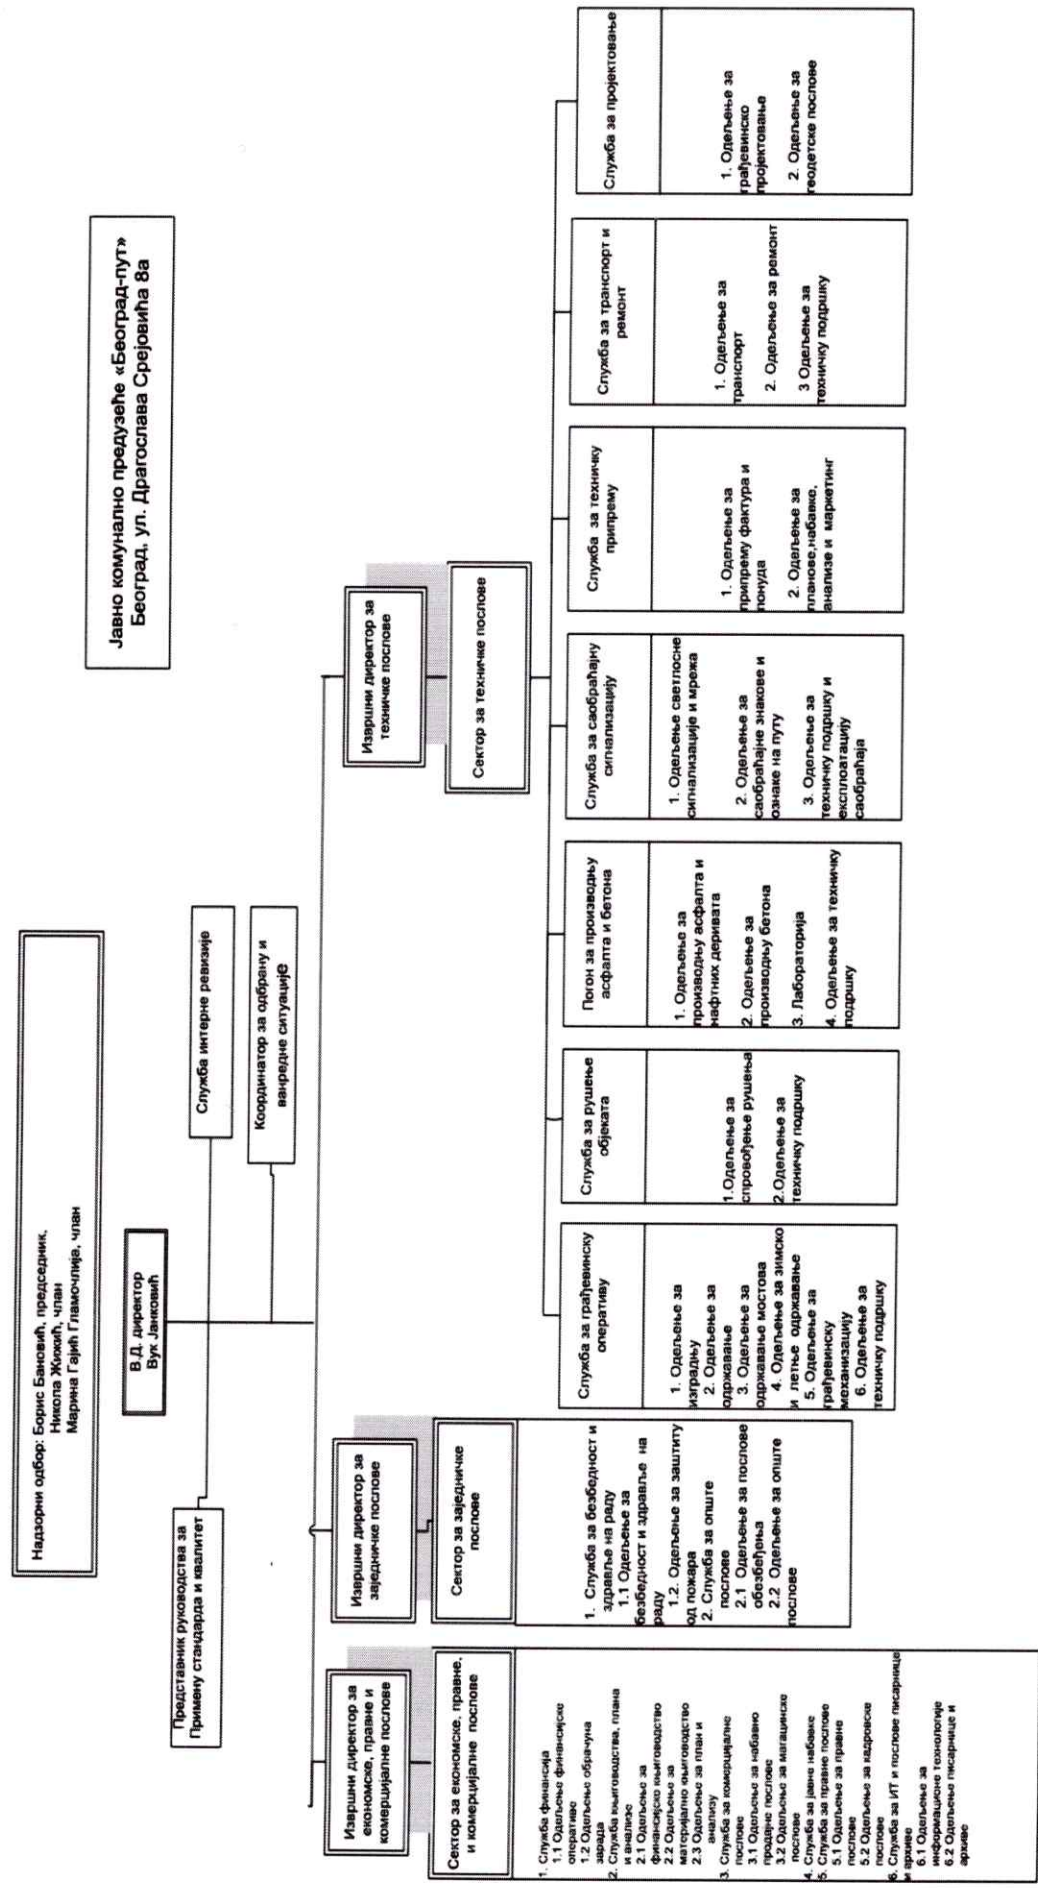 Јавно комунално предузеће «Београд-пут»
Београд, ул. Драгослава Срејовића 8а
Надзорни одбор: Борис Бановић, председник,
Никола Жюкић, члан
Марина Гајић Гламочлија, члан
В.Д. директор
Вук Јанковић
Служба интерне ревизије
Координатор за одбрану и
ванредне ситуације
Представник руководства за
Примену стандарда и квалитет
Извршни директор за
економске, правне и
комерцијалне послове
Сектор за економске, правне,
и комерцијалне послове
1. Служба финансија
1.1 Одељење финансијске
оперативе
1.2 Одељење обрачуна
зарада
2. Служба књиговодства, плана
и анализе
2.1 Одељење за
финансијско књиговодство
2.2 Одељење за
материјално књиговодство
2.3 Одељење за план и
анализу
3. Служба за комерцијалне
послове
3.1 Одељење за набавно
продајне послове
3.2 Одељење за магацинске
послове
4. Служба за јавне набавке
5. Служба за правне послове
5.1 Одељење за правне
послове
5.2 Одељење за кадровске
послове
6. Служба за ИТ и послове писарнице
и архиве
6.1 Одељење за
информационе технологије
6.2 Одељење писарнице и
архиве
Извршни директор за
заједничке послове
Сектор за заједничке
послове
1. Служба за безбедност и
здравље на раду
1.1 Одељење за
безбедност и здравље на
раду
1.2. Одељење за заштиту
од пожара
2. Служба за опште
послове
2.1 Одељење за послове
обезбеђења
2.2 Одељење за опште
послове
Извршни директор за
техничке послове
Сектор за техничке послове
Служба за грађевинску
оперативу
1. Одељење за
изградњу
2. Одељење за
одржавање
3. Одељење за
одржавање мостова
4. Одељење за зимско
и летње одржавање
5. Одељење за
грађевинску
механизацију
6. Одељење за
техничку подршку
Служба за рушење
објеката
1.Одељење за
спровођење рушења
2.Одељење за
техничку подршку
Погон за производњу
асфалта и бетона
1. Одељење за
производњу асфалта и
нафтних деривата
2. Одељење за
производњу бетона
3. Лабораторија
4. Одељење за техничку
подршку
Служба за саобраћајну
сигнализацију
1. Одељење светлосне
сигнализације и мрежа
2. Одељење за
саобраћајне знакове и
ознаке на путу
3. Одељење за
техничку подршку и
експлоатацију
саобраћаја
Служба за техничку
припрему
1. Одељење за
припрему фактура и
понуда
2. Одељење за
планове,набавке,
анализе и маркетинг
Служба за транспорт и
ремонт
1. Одељење за
транспорт
2. Одељење за ремонт
3 Одељење за
техничку подршку
Служба за пројектовање
1. Одељење за
грађевинско
пројектовање
2. Одељење за
геодетске послове